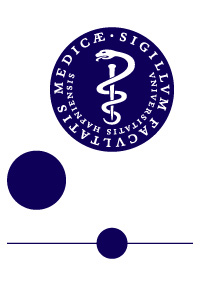 SIGILLVM FACVLTATIS MEDICÆ ·
VNIVERSITATIS HAFNIENSIS